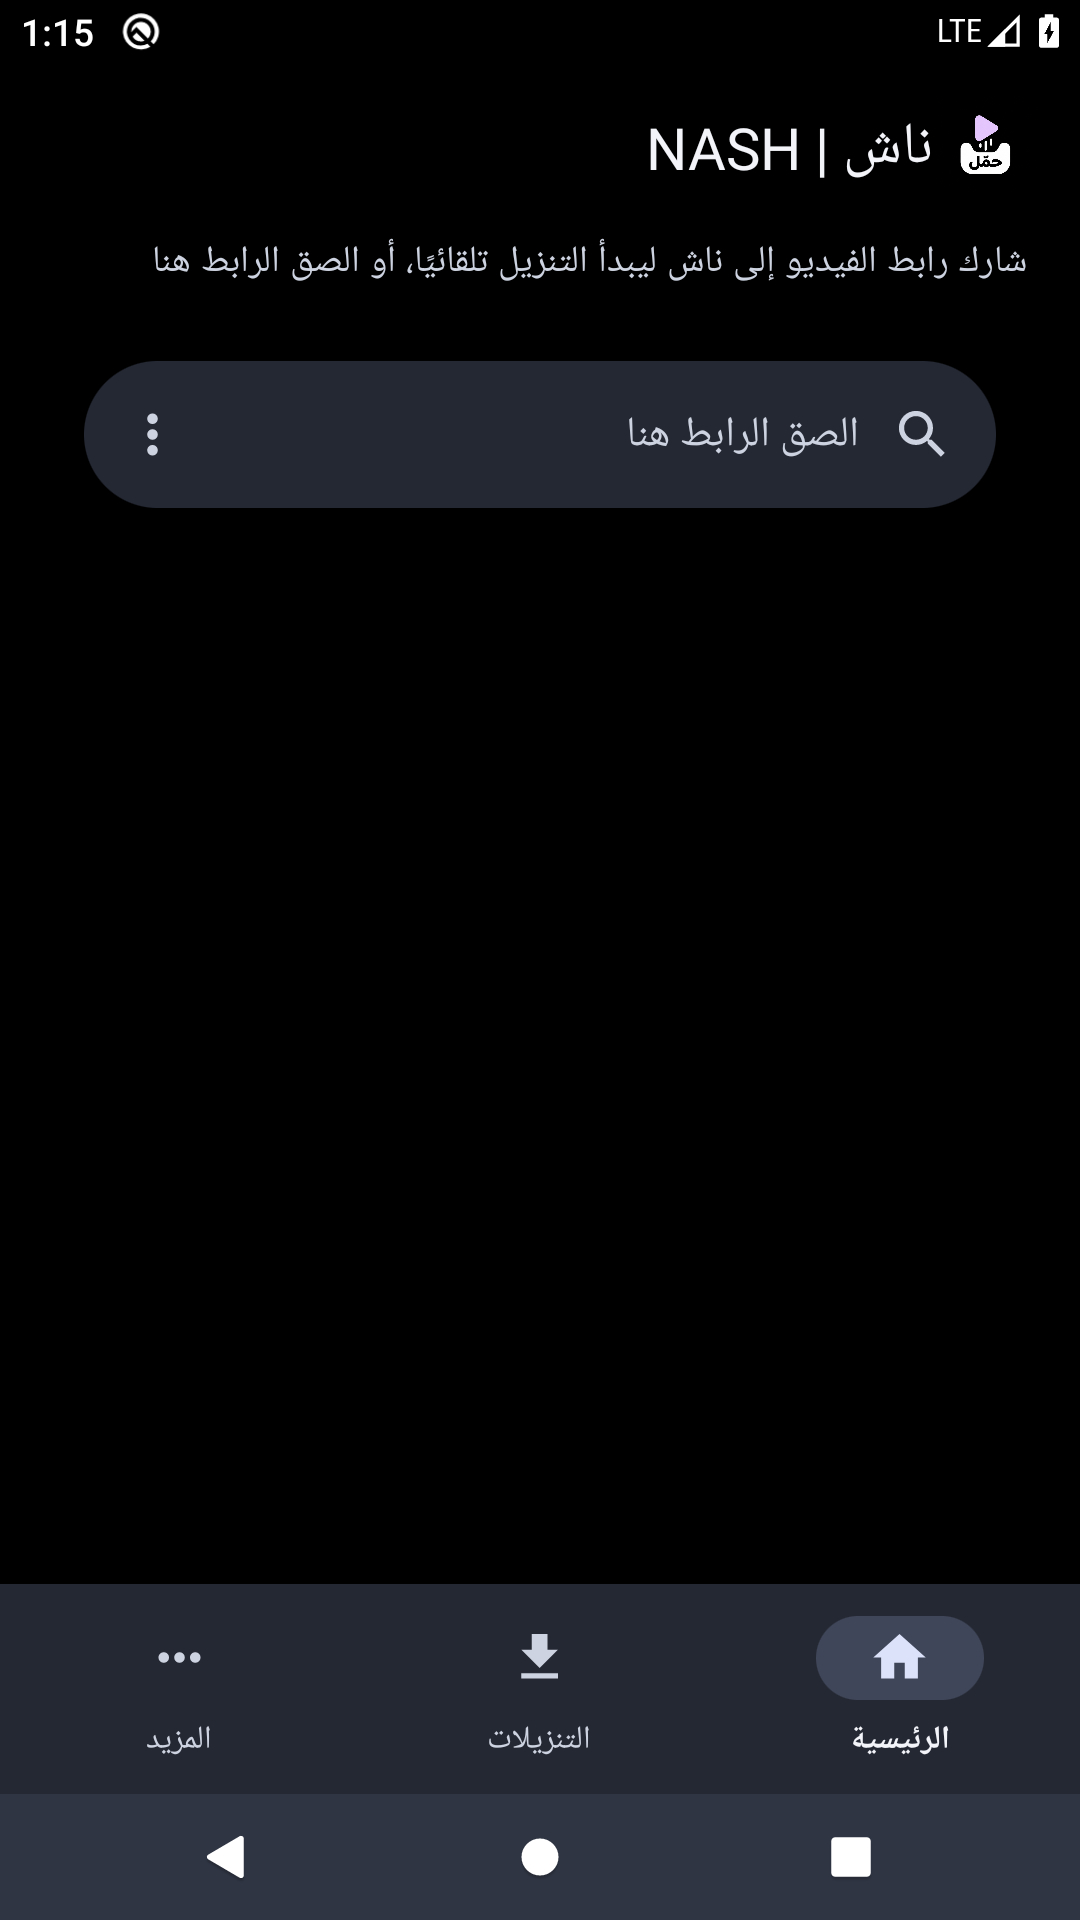 1:15
LTE
ناش | NASH
حمّل
شارك رابط الفيديو إلى ناش ليبدأ التنزيل تلقائيًا، أو الصق الرابط هنا
الصق الرابط هنا
الرئيسية
التنزيلات
المزيد